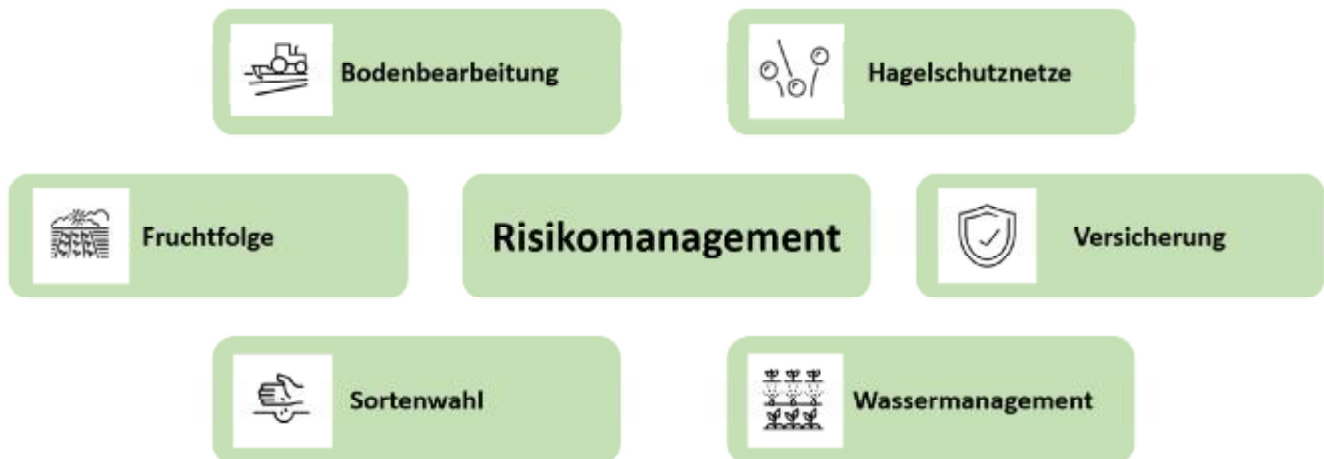 Bodenbearbeitung
Hagelschutznetze
Fruchtfolge
Risikomanagement
Versicherung
Sortenwahl
Wassermanagement